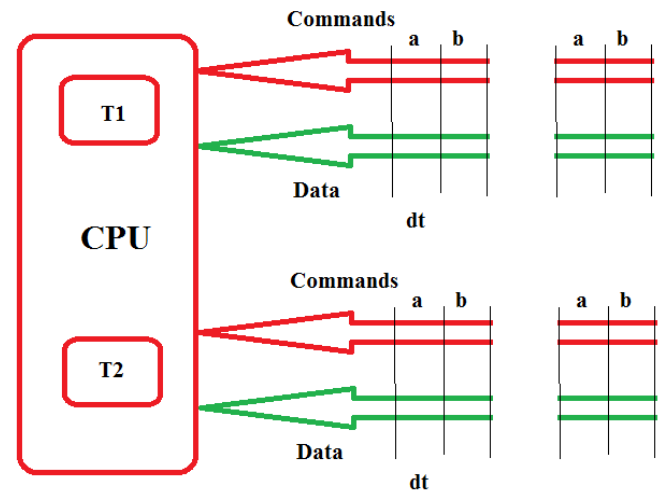 Commands
a b a b
T1
Data
CPU
dt
Commands
a b a b
T2
Data
dt